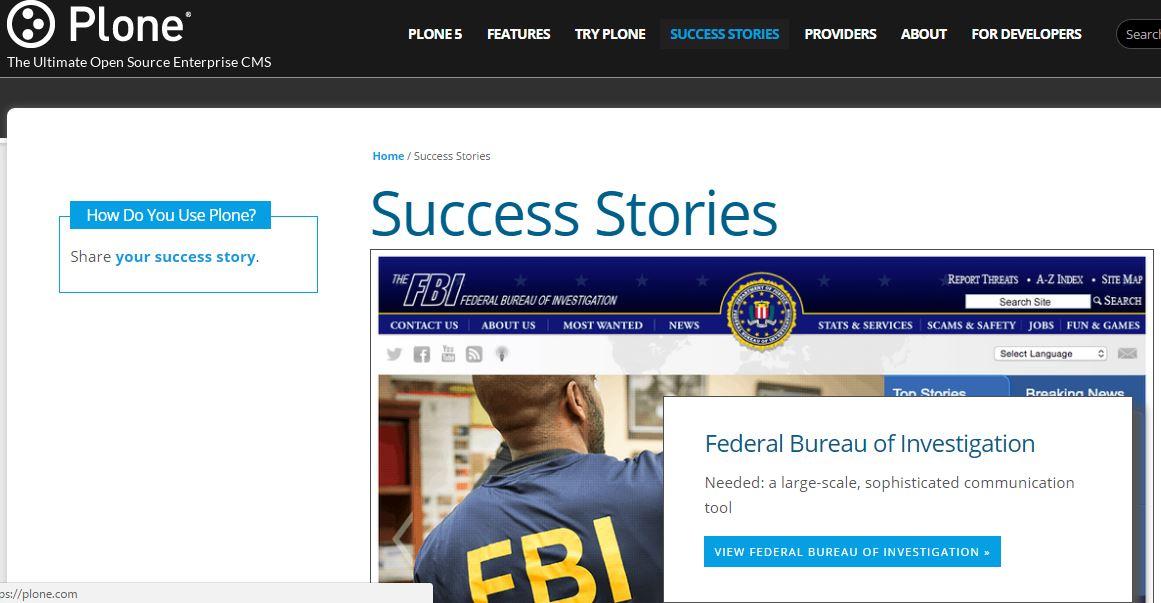 Plone®
The Ultimate Open Source Enterprise CMS
PLONE 5 FEATURES TRY PLONE SUCCESS STORIES PROVIDERS ABOUT FOR DEVELOPERS
Search
Home / Success Stories
How Do You Use Plone?
Share your success story.
Success Stories
THE FBI FEDERAL BUREAU OF INVESTIGATION
REPORT THREATS • A-Z INDEX • SITE MAP
Search Site SEARCH
CONTACT US ABOUT US MOST WANTED NEWS STATS & SERVICES SCAMS & SAFETY JOBS FUN & GAMES
You Tube
Select Language
Top Stories Breaking News
Federal Bureau of Investigation
Needed: a large-scale, sophisticated communication
tool
VIEW FEDERAL BUREAU OF INVESTIGATION »
FBI
ps://plone.com